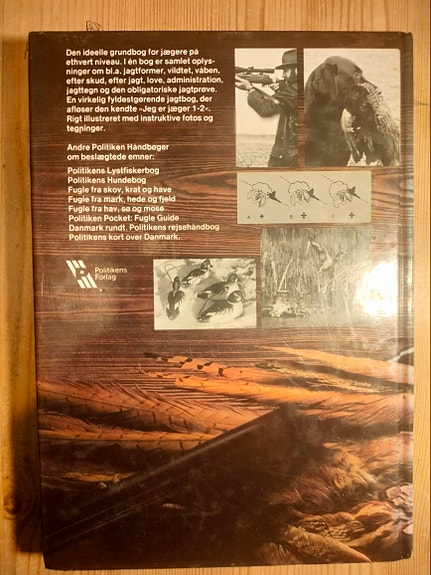 Den ideelle grundbog for jægere på
ethvert niveau. I én bog er samlet oplys-
ninger om bl.a. jagtformer, vildtet, våben,
efter skud, efter jagt, love, administration,
jagttegn og den obligatoriske jagtprøve.
En virkelig fyldestgørende jagtbog, der
afløser den kendte »Jeg er jæger 1-2«.
Rigt illustreret med instruktive fotos og
tegninger.
Andre Politiken Håndbøger
om beslægtede emner:
Politikens Lystfiskerbog
Politikens Hundebog
Fugle fra skov, krat og have
Fugle fra mark, hede og fjeld
Fugle fra hav, sø og mose
Politiken Pocket: Fugle Guide
Danmark rundt. Politikens rejsehåndbog
Politikens kort over Danmark.
Politikens
Forlag